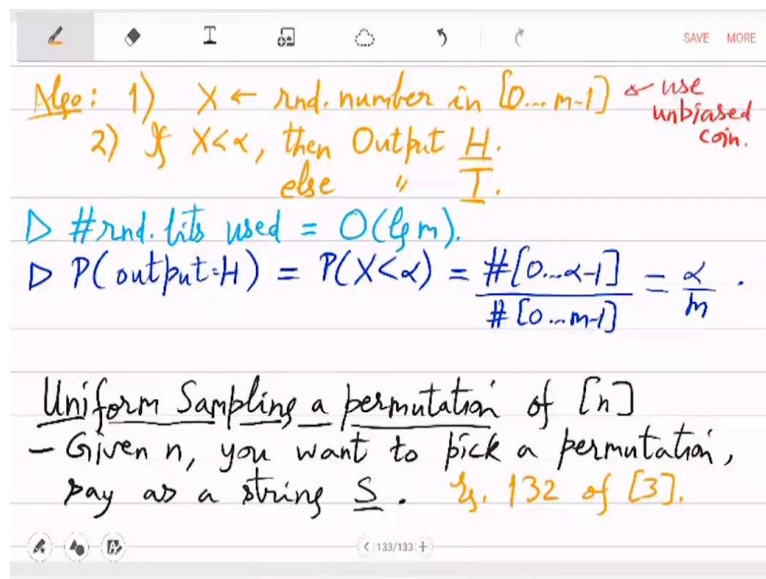 SAVE MORE
Algo: 1) X ← rnd. number in [0...m-1] ← use unbiased coin.
2) If X<α, then Output H.
else " T.
▷ #rnd. bits used = O(lg m).
▷ P(output=H) = P(X<α) = #[0...α-1] / #[0...m-1] = α/m .
Uniform Sampling a permutation of [n]
- Given n, you want to pick a permutation,
say as a string S. Eg. 132 of [3].
133/133